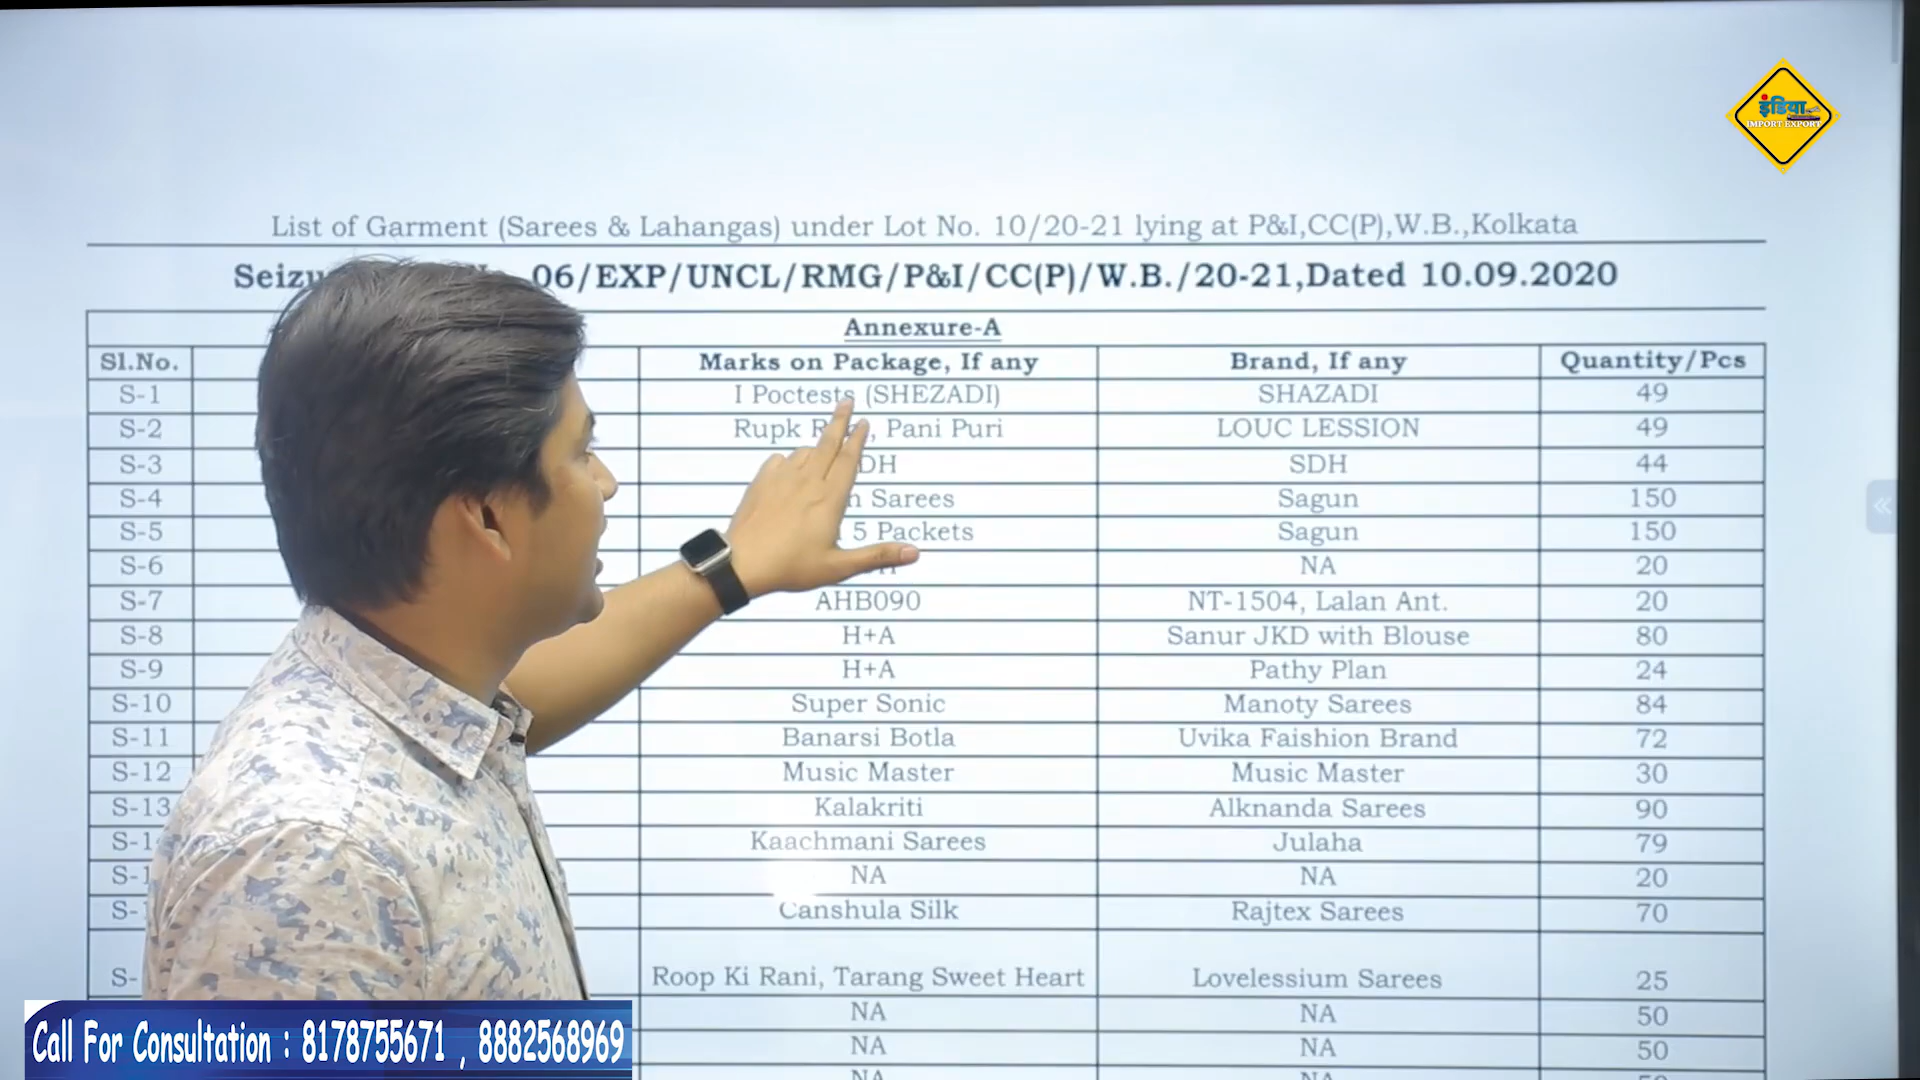 इंडिया
IMPORT EXPORT
List of Garment (Sarees & Lahangas) under Lot No. 10/20-21 lying at P&I,CC(P),W.B.,Kolkata
06/EXP/UNCL/RMG/P&I/CC(P)/W.B./20-21,Dated 10.09.2020
Annexure-A
Sl.No. Marks on Package, If any Brand, If any Quantity/Pcs
S-1 I Poctests (SHEZADI) SHAZADI 49
S-2 Rupk Pani Puri LOUC LESSION 49
S-3 SDH 44
S-4 Sarees Sagun 150
S-5 5 Packets Sagun 150
S-6 NA 20
S-7 AHB090 NT-1504, Lalan Ant. 20
S-8 H+A Sanur JKD with Blouse 80
S-9 H+A Pathy Plan 24
S-10 Super Sonic Manoty Sarees 84
S-11 Banarsi Botla Uvika Faishion Brand 72
S-12 Music Master Music Master 30
S-13 Kalakriti Alknanda Sarees 90
Kaachmani Sarees Julaha 79
NA NA 20
Canshula Silk Rajtex Sarees 70
Roop Ki Rani, Tarang Sweet Heart Lovelessium Sarees 25
NA NA 50
NA NA 50
Call For Consultation : 8178755671 , 8882568969